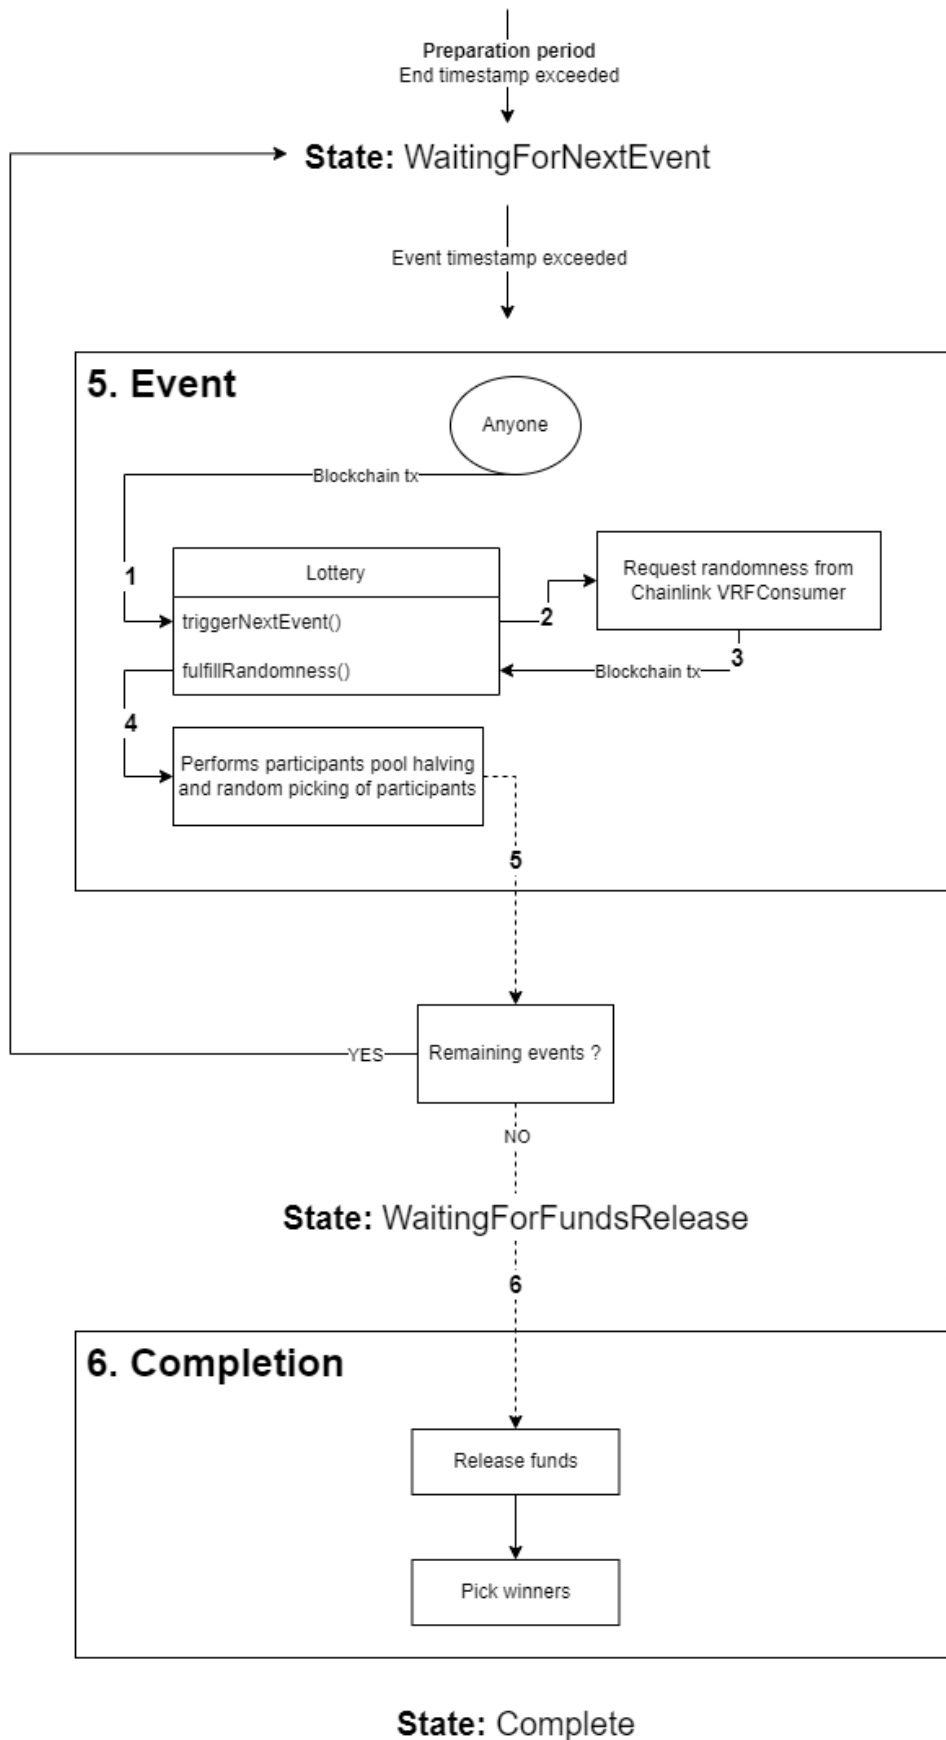 Preparation period
End timestamp exceeded
State: WaitingForNextEvent
Event timestamp exceeded
5. Event
Anyone
Blockchain tx
1
Lottery
triggerNextEvent()
fulfillRandomness()
2
Request randomness from
Chainlink VRFConsumer
3
Blockchain tx
4
Performs participants pool halving
and random picking of participants
5
Remaining events ?
YES
NO
State: WaitingForFundsRelease
6
6. Completion
Release funds
Pick winners
State: Complete